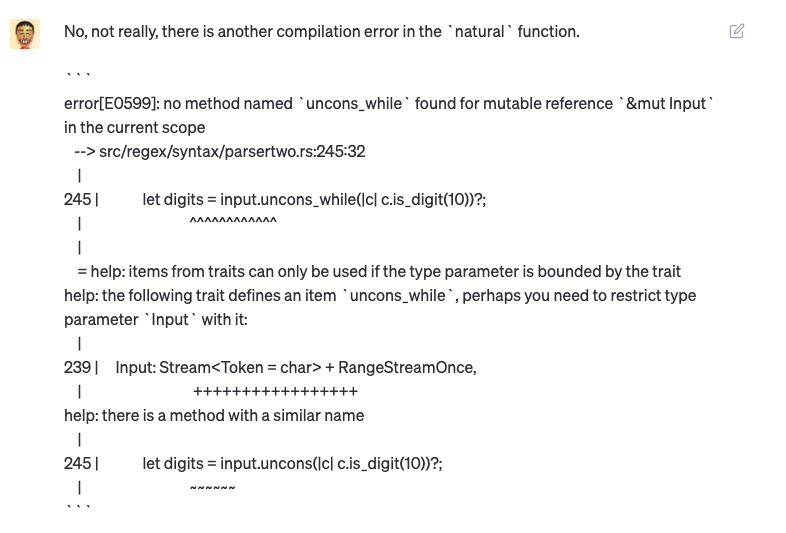 No, not really, there is another compilation error in the `natural` function.
```
error[E0599]: no method named `uncons_while` found for mutable reference `&mut Input`
in the current scope
--> src/regex/syntax/parsertwo.rs:245:32
|
245 | let digits = input.uncons_while(|c| c.is_digit(10))?;
| ^^^^^^^^^^^^
|
= help: items from traits can only be used if the type parameter is bounded by the trait
help: the following trait defines an item `uncons_while`, perhaps you need to restrict type
parameter `Input` with it:
|
239 | Input: Stream<Token = char> + RangeStreamOnce,
| +++++++++++++++++
help: there is a method with a similar name
|
245 | let digits = input.uncons(|c| c.is_digit(10))?;
| ~~~~~~
```